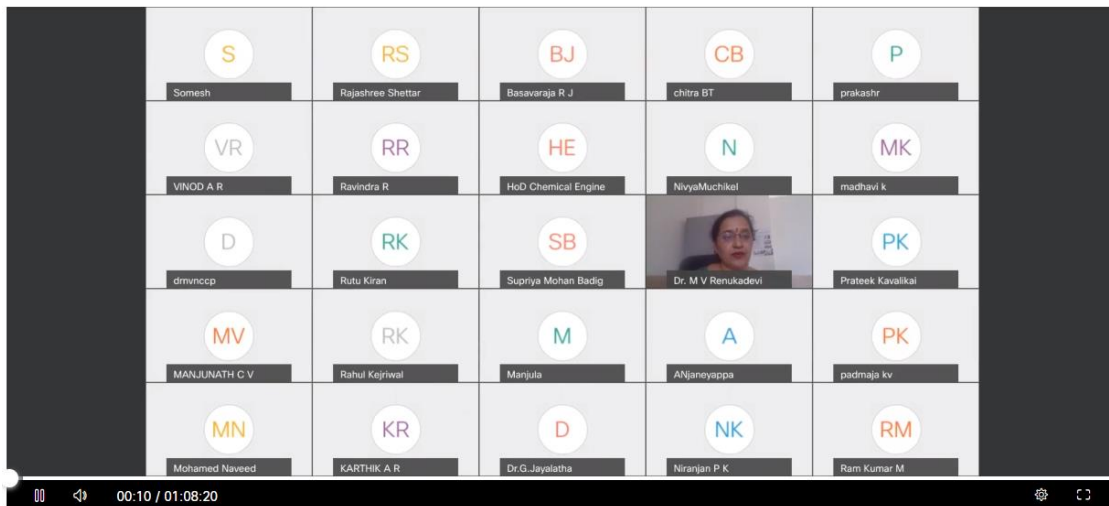 S RS BJ CB P
Somesh Rajashree Shettar Basavaraja R J chitra BT prakashr
VR RR HE N MK
VINOD A R Ravindra R HoD Chemical Engine NivyaMuchikel madhavi k
D RK SB PK
drnvnccp Rutu Kiran Supriya Mohan Badig Dr. M V Renukadevi Prateek Kavalikai
MV RK M A PK
MANJUNATH C V Rahul Kejriwal Manjula ANjaneyappa padmaja kv
MN KR D NK RM
Mohamed Naveed KARTHIK A R Dr.G.Jayalatha Niranjan P K Ram Kumar M
00:10 / 01:08:20